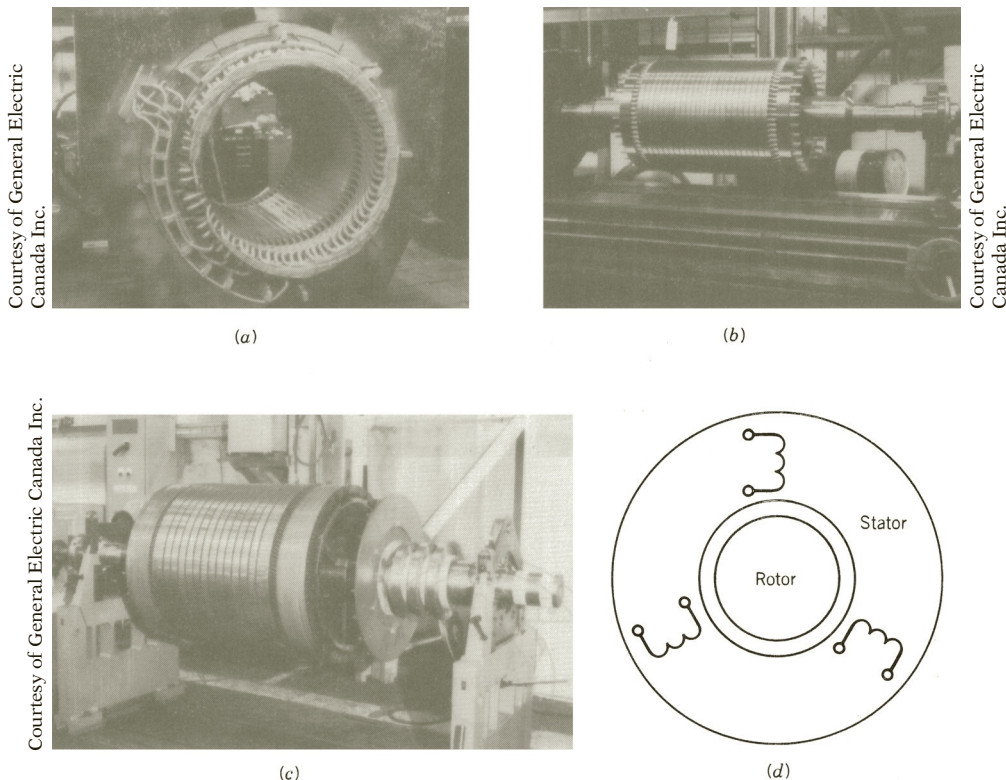 Courtesy of General Electric
Canada Inc.
(a)
Courtesy of General Electric
Canada Inc.
(b)
Courtesy of General Electric Canada Inc.
(c)
Stator
Rotor
(d)